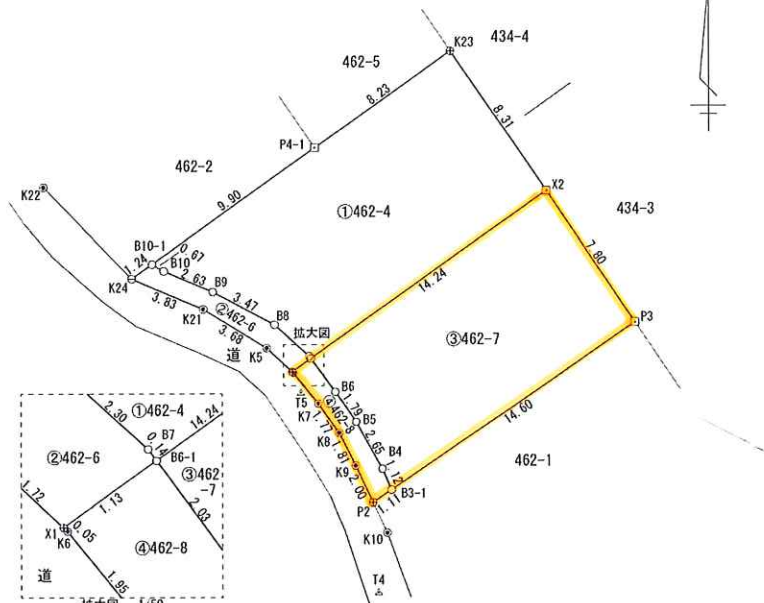 K23
434-4
462-5
8.23
P4-1
8.31
462-2
K22
X2
9.90
①462-4
434-3
B10-1
0.67
1.24
B10
2.63
B9
7.80
K24
3.47
14.24
3.83
K21
②462-6
B8
3.68
拡大図
P3
道
K5
③462-7
B6
T5
K7
④462-8
1.79
B5
1.77
K8
2.65
14.60
1.81
B4
K9
1.12
462-1
2.00
B3-1
P2
1.11
K10
T4
①462-4
2.30
14.24
0.14
B7
②462-6
B6-1
③462
-7
1.72
1.13
2.03
X1
0.05
K6
④462-8
道
1.95